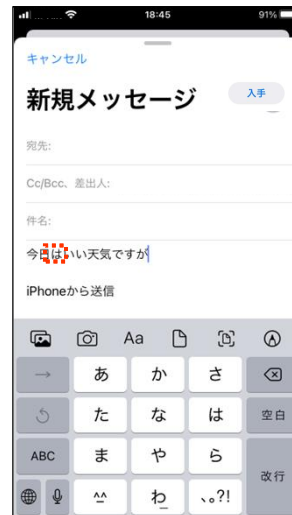 18:45
91%
キャンセル
新規メッセージ
入手
宛先:
Cc/Bcc、差出人:
件名:
今日はいい天気ですが
iPhoneから送信
Aa
→ あ か さ
た な は 空白
ABC ま や ら
^^ わ 、。?! 改行